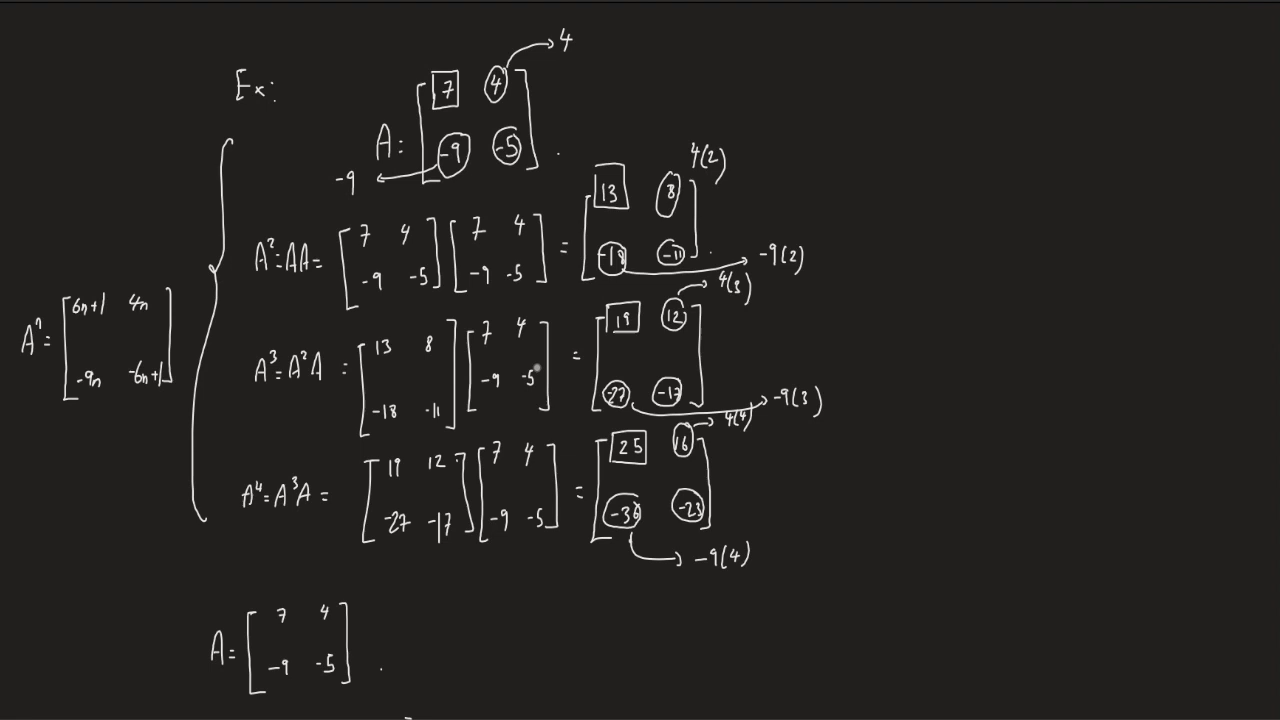 Ex:
A: [ 7 4 ; -9 -5 ] .
→ 4
-9
A² = AA = [ 7 4 ; -9 -5 ] [ 7 4 ; -9 -5 ] = [ 13 8 ; -18 -11 ] .
4(2)
→ -9(2)
A³ = A²A = [ 13 8 ; -18 -11 ] [ 7 4 ; -9 -5 ] = [ 19 12 ; -27 -17 ]
→ 4(3)
→ -9(3)
Aⁿ = [ 6n+1 4n ; -9n -6n+1 ]
A⁴ = A³A = [ 19 12 ; -27 -17 ] [ 7 4 ; -9 -5 ] = [ 25 16 ; -36 -23 ]
→ 4(4)
→ -9(4)
A = [ 7 4 ; -9 -5 ] .